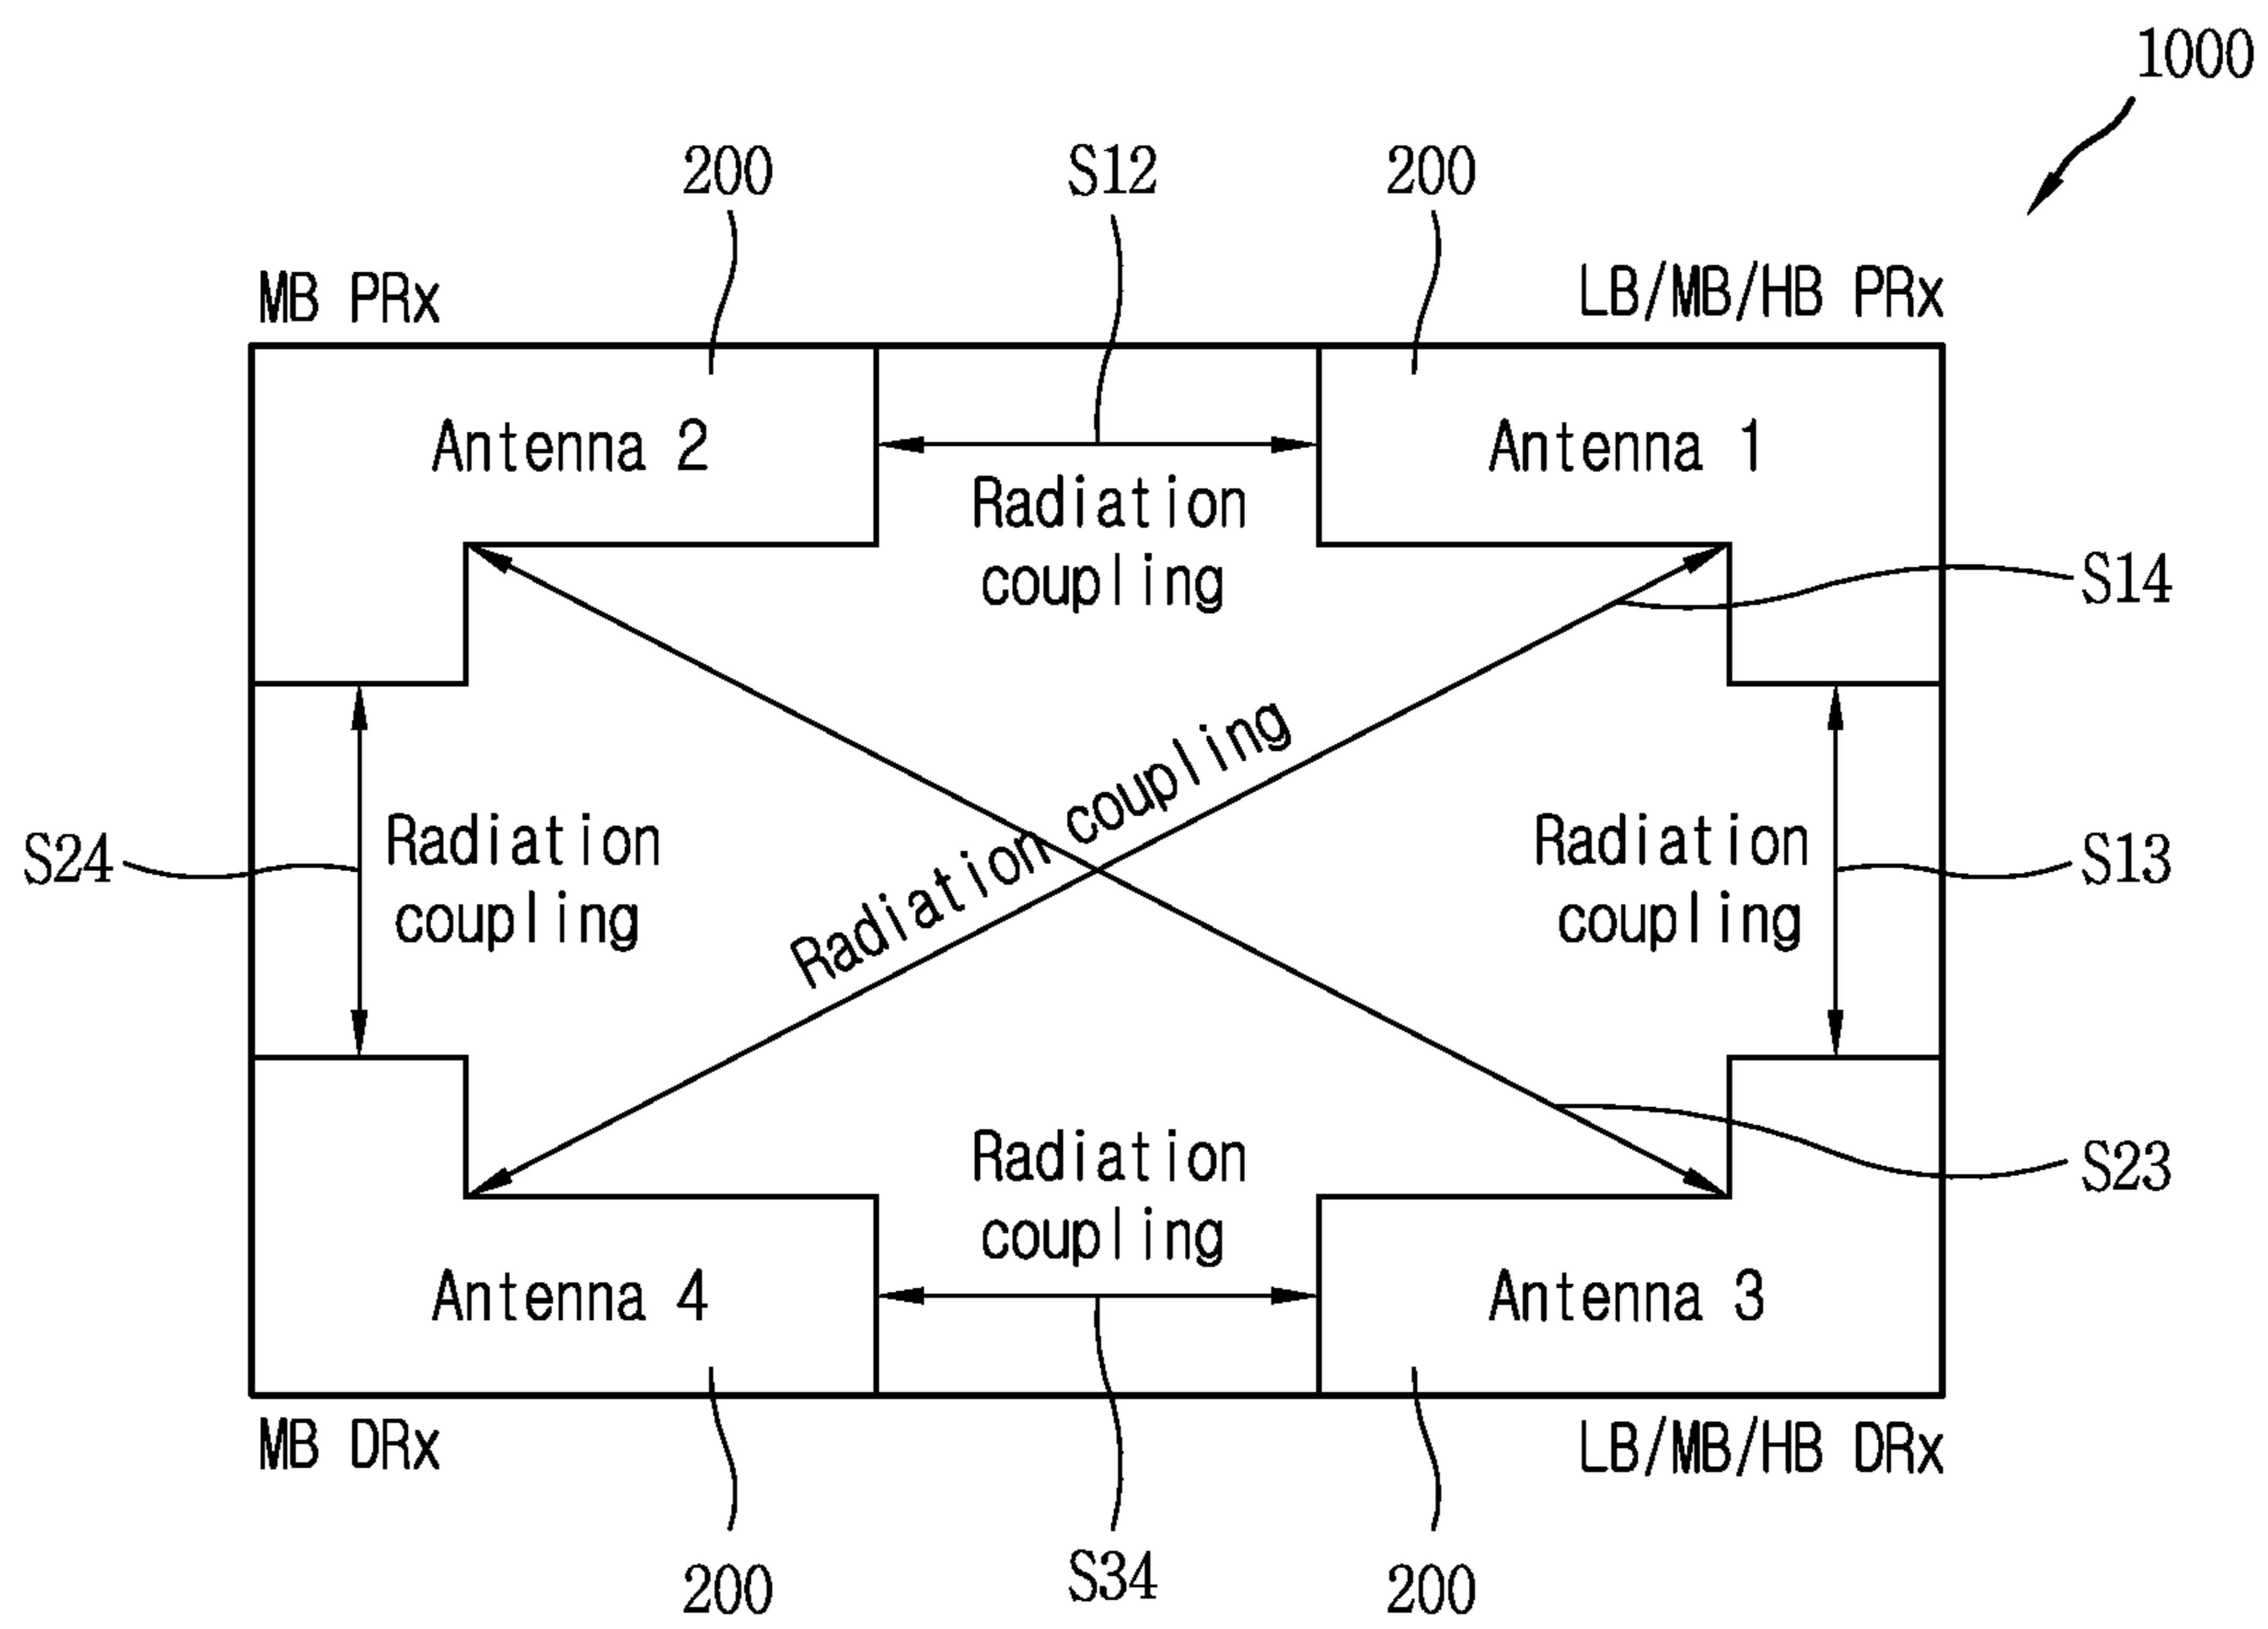 1000
200
S12
200
MB PRx
LB/MB/HB PRx
Antenna 2
Antenna 1
Radiation
coupling
S14
Radiation coupling
S24
Radiation
coupling
Radiation
coupling
S13
Radiation
coupling
S23
Antenna 4
Antenna 3
MB DRx
LB/MB/HB DRx
200
S34
200